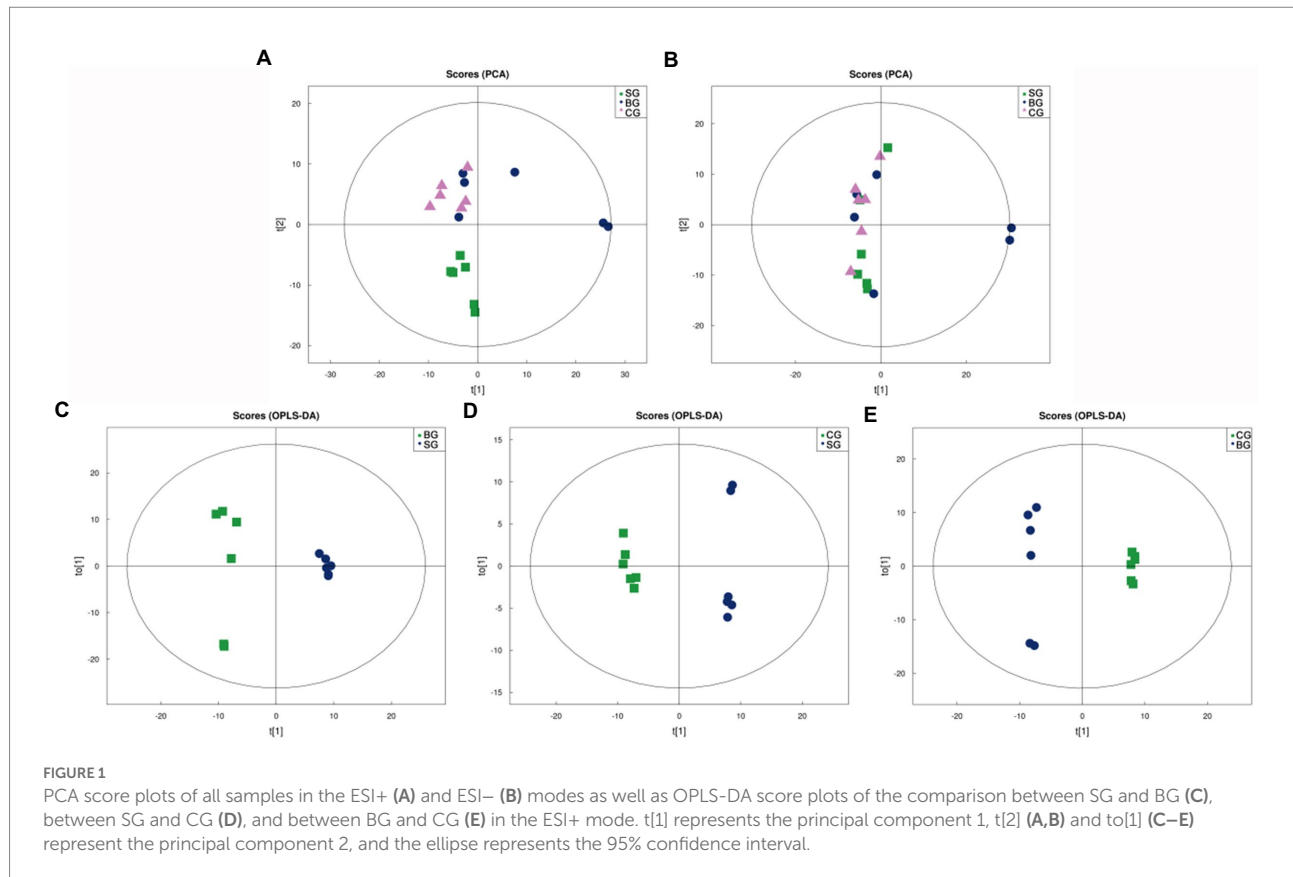 A
Scores (PCA)
SG
BG
CG
20
10
0
-10
-20
t[2]
-30
-20
-10
0
10
20
30
t[1]
B
Scores (PCA)
SG
BG
CG
20
10
0
-10
-20
t[2]
-20
0
20
t[1]
C
Scores (OPLS-DA)
BG
SG
20
10
0
-10
-20
to[1]
-20
-10
0
10
20
t[1]
D
Scores (OPLS-DA)
CG
SG
15
10
5
0
-5
-10
-15
to[1]
-20
-10
0
10
20
t[1]
E
Scores (OPLS-DA)
CG
BG
20
10
0
-10
-20
to[1]
-20
-10
0
10
20
t[1]
FIGURE 1
PCA score plots of all samples in the ESI+ (A) and ESI− (B) modes as well as OPLS-DA score plots of the comparison between SG and BG (C),
between SG and CG (D), and between BG and CG (E) in the ESI+ mode. t[1] represents the principal component 1, t[2] (A,B) and to[1] (C–E)
represent the principal component 2, and the ellipse represents the 95% confidence interval.